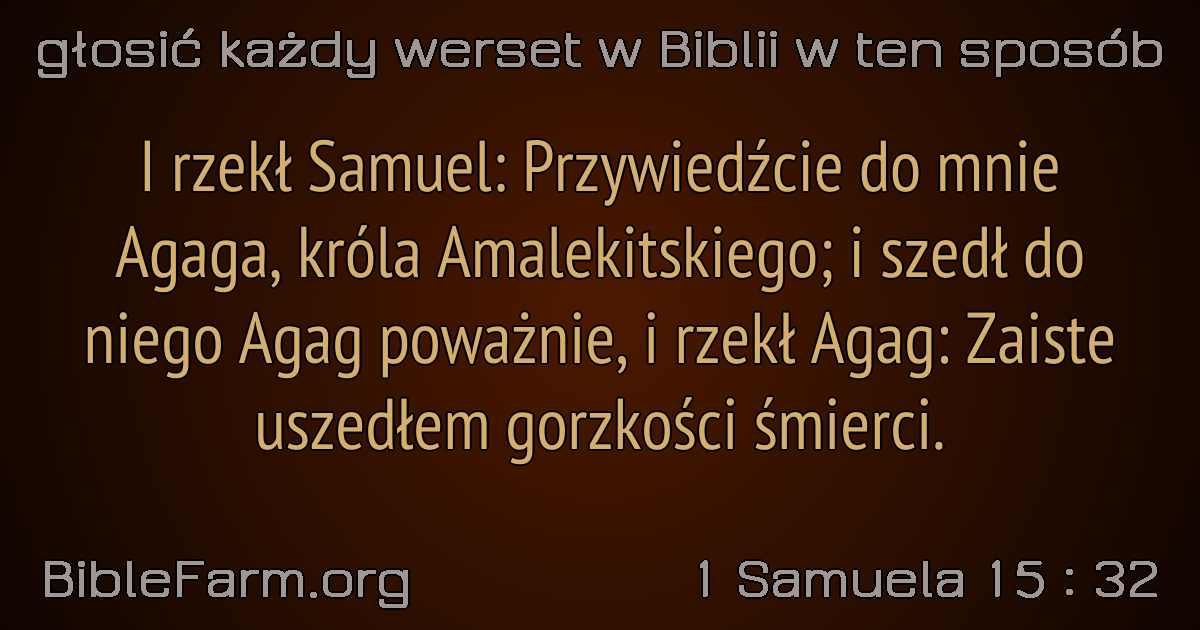 głosić każdy werset w Biblii w ten sposób
I rzekł Samuel: Przywiedźcie do mnie
Agaga, króla Amalekitskiego; i szedł do
niego Agag poważnie, i rzekł Agag: Zaiste
uszedłem gorzkości śmierci.
BibleFarm.org
1 Samuela 15 : 32